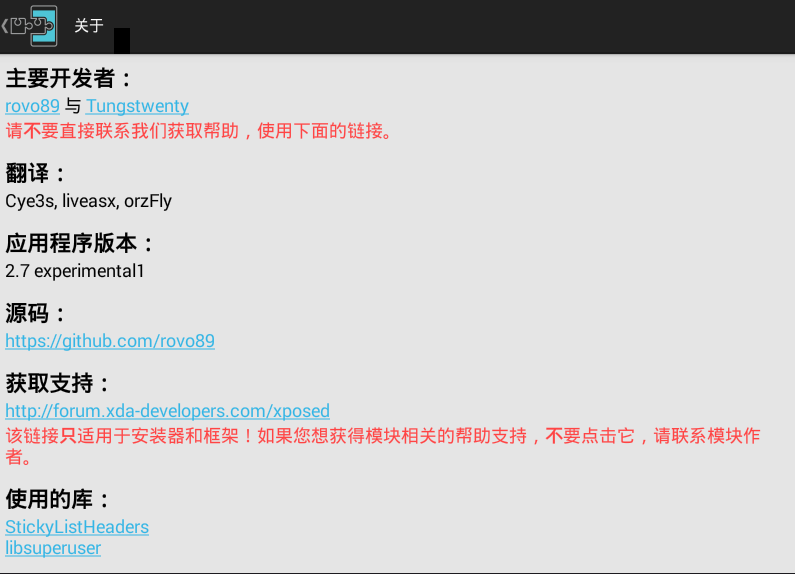 关于
主要开发者：
rovo89 与 Tungstwenty
请不要直接联系我们获取帮助，使用下面的链接。
翻译：
Cye3s, liveasx, orzFly
应用程序版本：
2.7 experimental1
源码：
https://github.com/rovo89
获取支持：
http://forum.xda-developers.com/xposed
该链接只适用于安装器和框架！如果您想获得模块相关的帮助支持，不要点击它，请联系模块作
者。
使用的库：
StickyListHeaders
libsuperuser